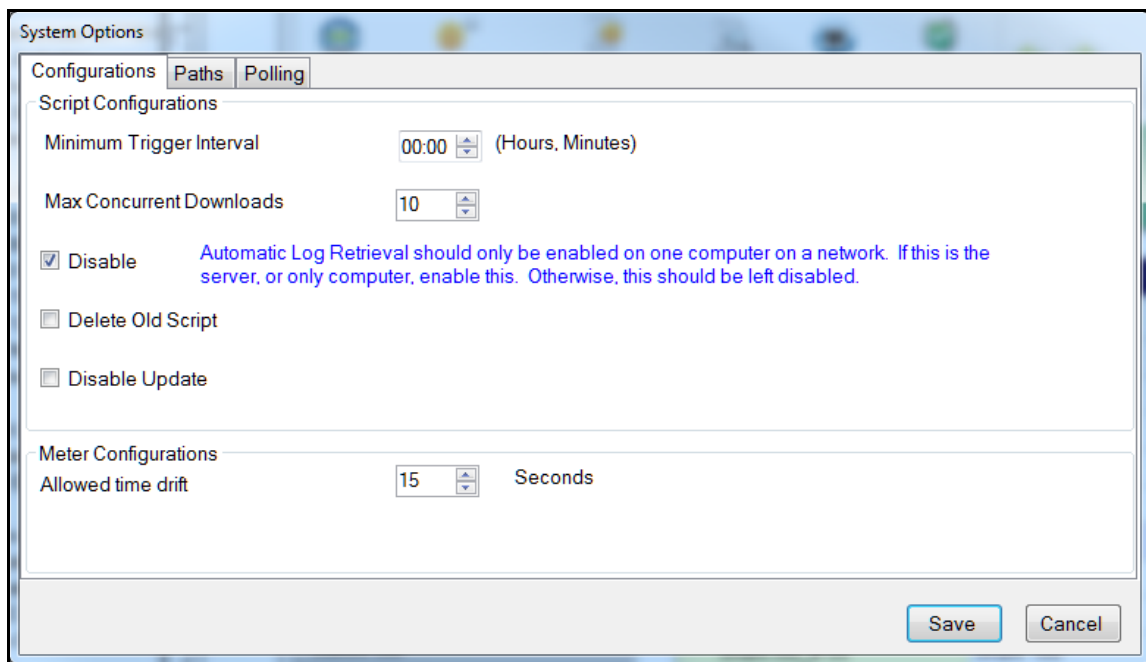 System Options
Configurations Paths Polling
Script Configurations
Minimum Trigger Interval 00:00 (Hours, Minutes)
Max Concurrent Downloads 10
Disable Automatic Log Retrieval should only be enabled on one computer on a network. If this is the
server, or only computer, enable this. Otherwise, this should be left disabled.
Delete Old Script
Disable Update
Meter Configurations
Allowed time drift 15 Seconds
Save Cancel